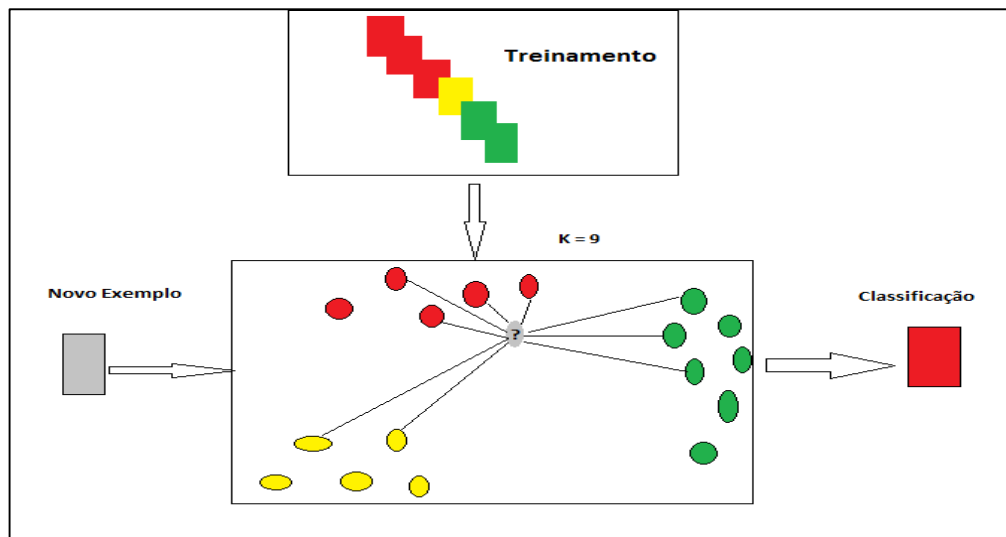 Treinamento
K = 9
Novo Exemplo
Classificação
?